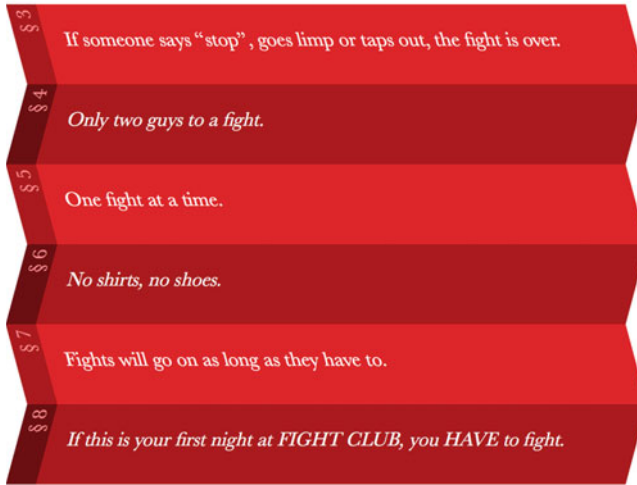 § 3
If someone says “stop” , goes limp or taps out, the fight is over.
§ 4
Only two guys to a fight.
§ 5
One fight at a time.
§ 6
No shirts, no shoes.
§ 7
Fights will go on as long as they have to.
§ 8
If this is your first night at FIGHT CLUB, you HAVE to fight.